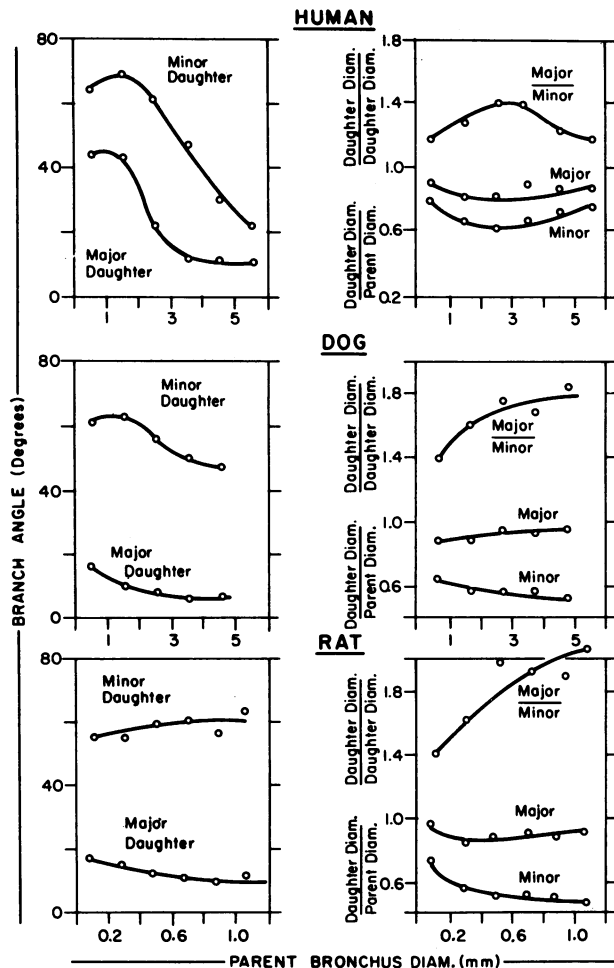 HUMAN
80
40
0
Minor
Daughter
Major
Daughter
1
3
5
1.8
1.4
1.0
0.6
0.2
Daughter Diam.
Daughter Diam.
Daughter Diam.
Parent Diam.
Major
Minor
Major
Minor
1
3
5
DOG
80
40
0
Minor
Daughter
Major
Daughter
1
3
5
1.8
1.4
1.0
0.6
Daughter Diam.
Daughter Diam.
Daughter Diam.
Parent Diam.
Major
Minor
Major
Minor
1
3
5
RAT
80
40
0
Minor
Daughter
Major
Daughter
0.2
0.6
1.0
1.8
1.4
1.0
0.6
Daughter Diam.
Daughter Diam.
Daughter Diam.
Parent Diam.
Major
Minor
Major
Minor
0.2
0.6
1.0
BRANCH ANGLE (Degrees)
PARENT BRONCHUS DIAM. (mm)